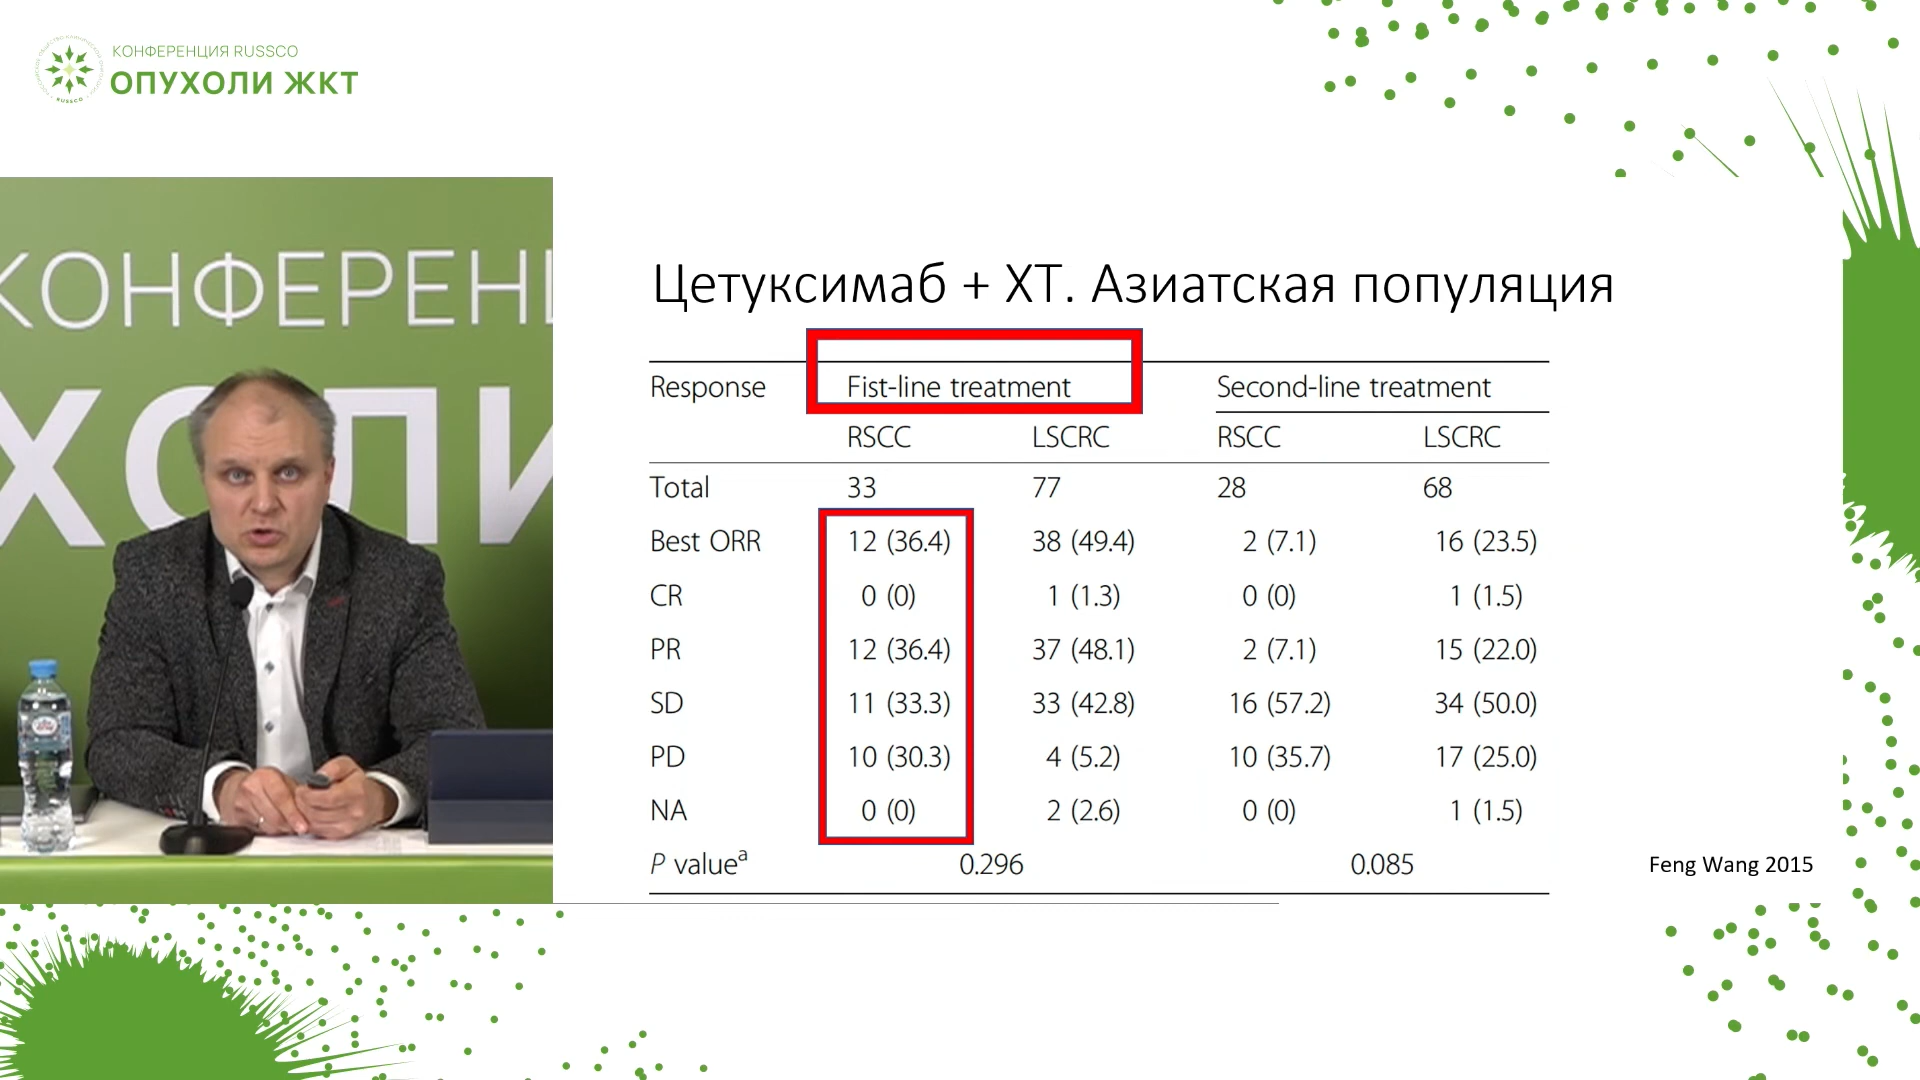 КОНФЕРЕНЦИЯ RUSSCO
ОПУХОЛИ ЖКТ
RUSSCO
КОНФЕРЕНЦ
ХОЛИ
Цетуксимаб + ХТ. Азиатская популяция
Response Fist-line treatment Second-line treatment
RSCC LSCRC RSCC LSCRC
Total 33 77 28 68
Best ORR 12 (36.4) 38 (49.4) 2 (7.1) 16 (23.5)
CR 0 (0) 1 (1.3) 0 (0) 1 (1.5)
PR 12 (36.4) 37 (48.1) 2 (7.1) 15 (22.0)
SD 11 (33.3) 33 (42.8) 16 (57.2) 34 (50.0)
PD 10 (30.3) 4 (5.2) 10 (35.7) 17 (25.0)
NA 0 (0) 2 (2.6) 0 (0) 1 (1.5)
P valueᵃ 0.296 0.085
Feng Wang 2015